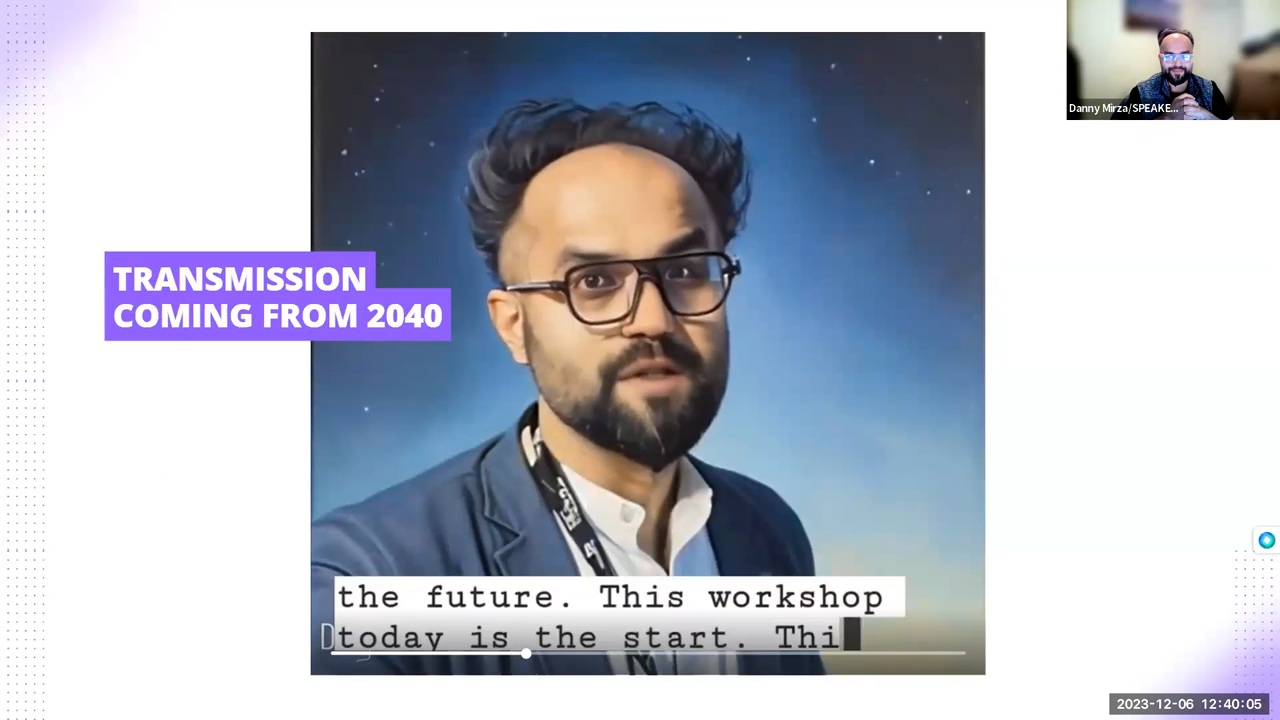 Danny Mirza/SPEAKE...
TRANSMISSION
COMING FROM 2040
the future. This workshop
today is the start. Thi
2023-12-06 12:40:05